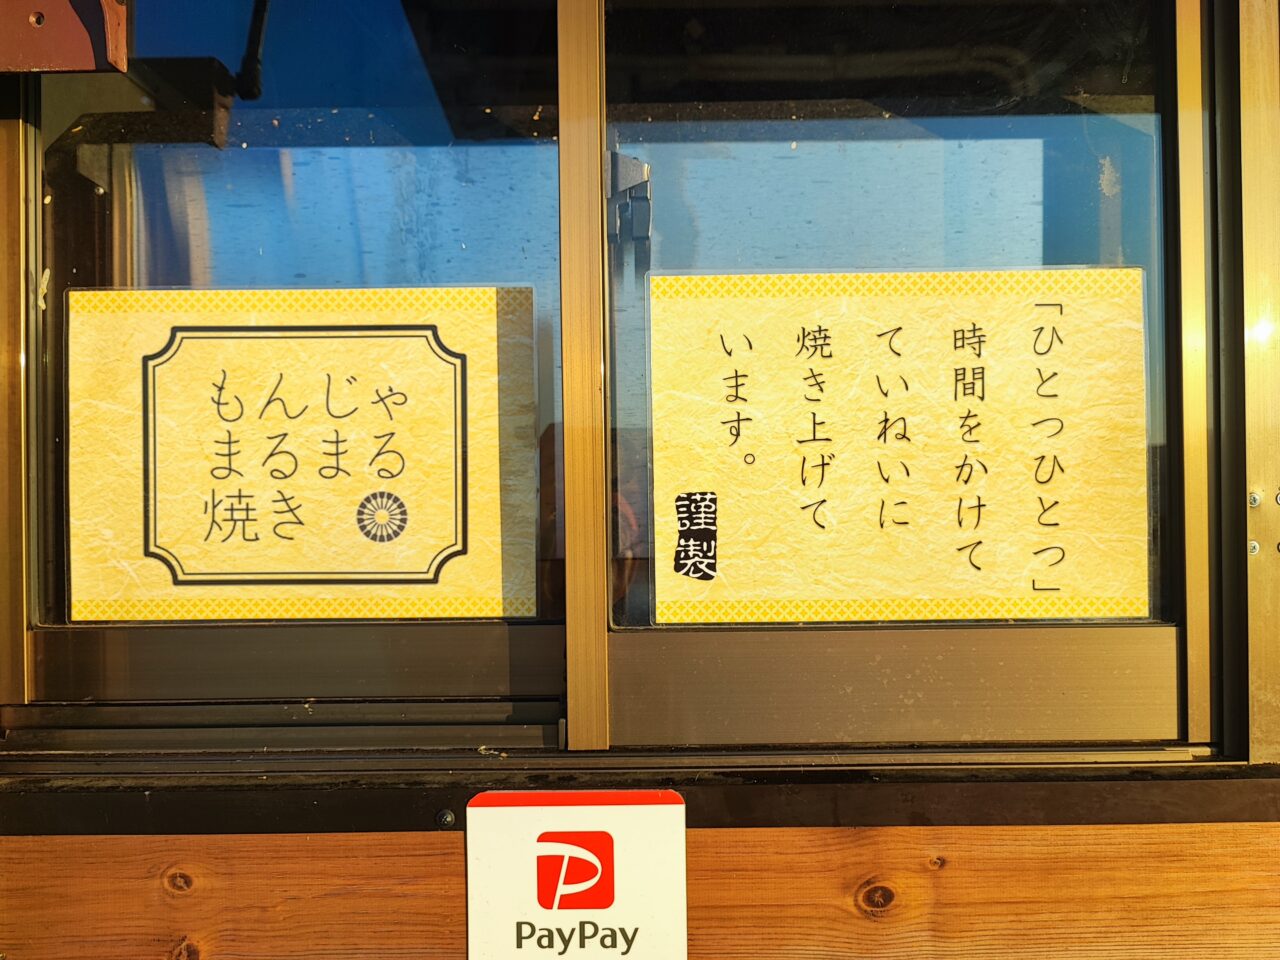 もんじゃ
まるまる
焼き
「ひとつひとつ」
時間をかけて
ていねいに
焼き上げて
います。
謹製
PayPay